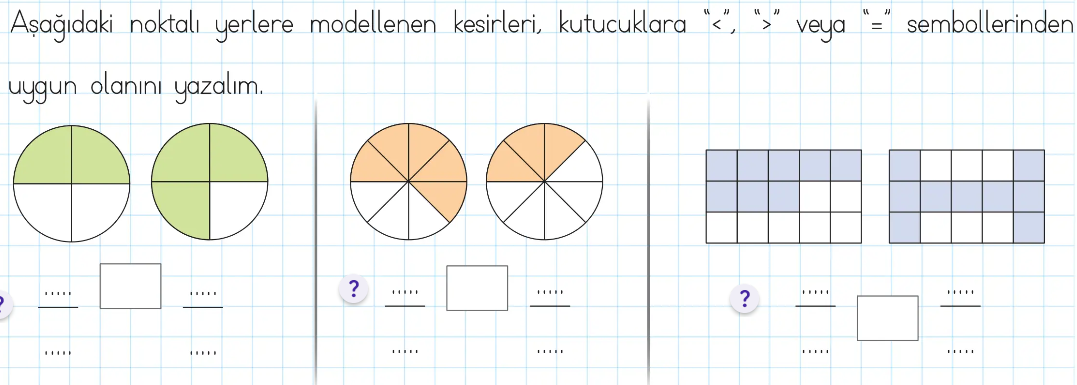 Aşağıdaki noktalı yerlere modellenen kesirleri, kutucuklara "<", ">" veya "=" sembollerinden
uygun olanını yazalım.
..... ..... ? ..... ..... ? ..... .....
? 
..... ..... ..... ..... ..... .....